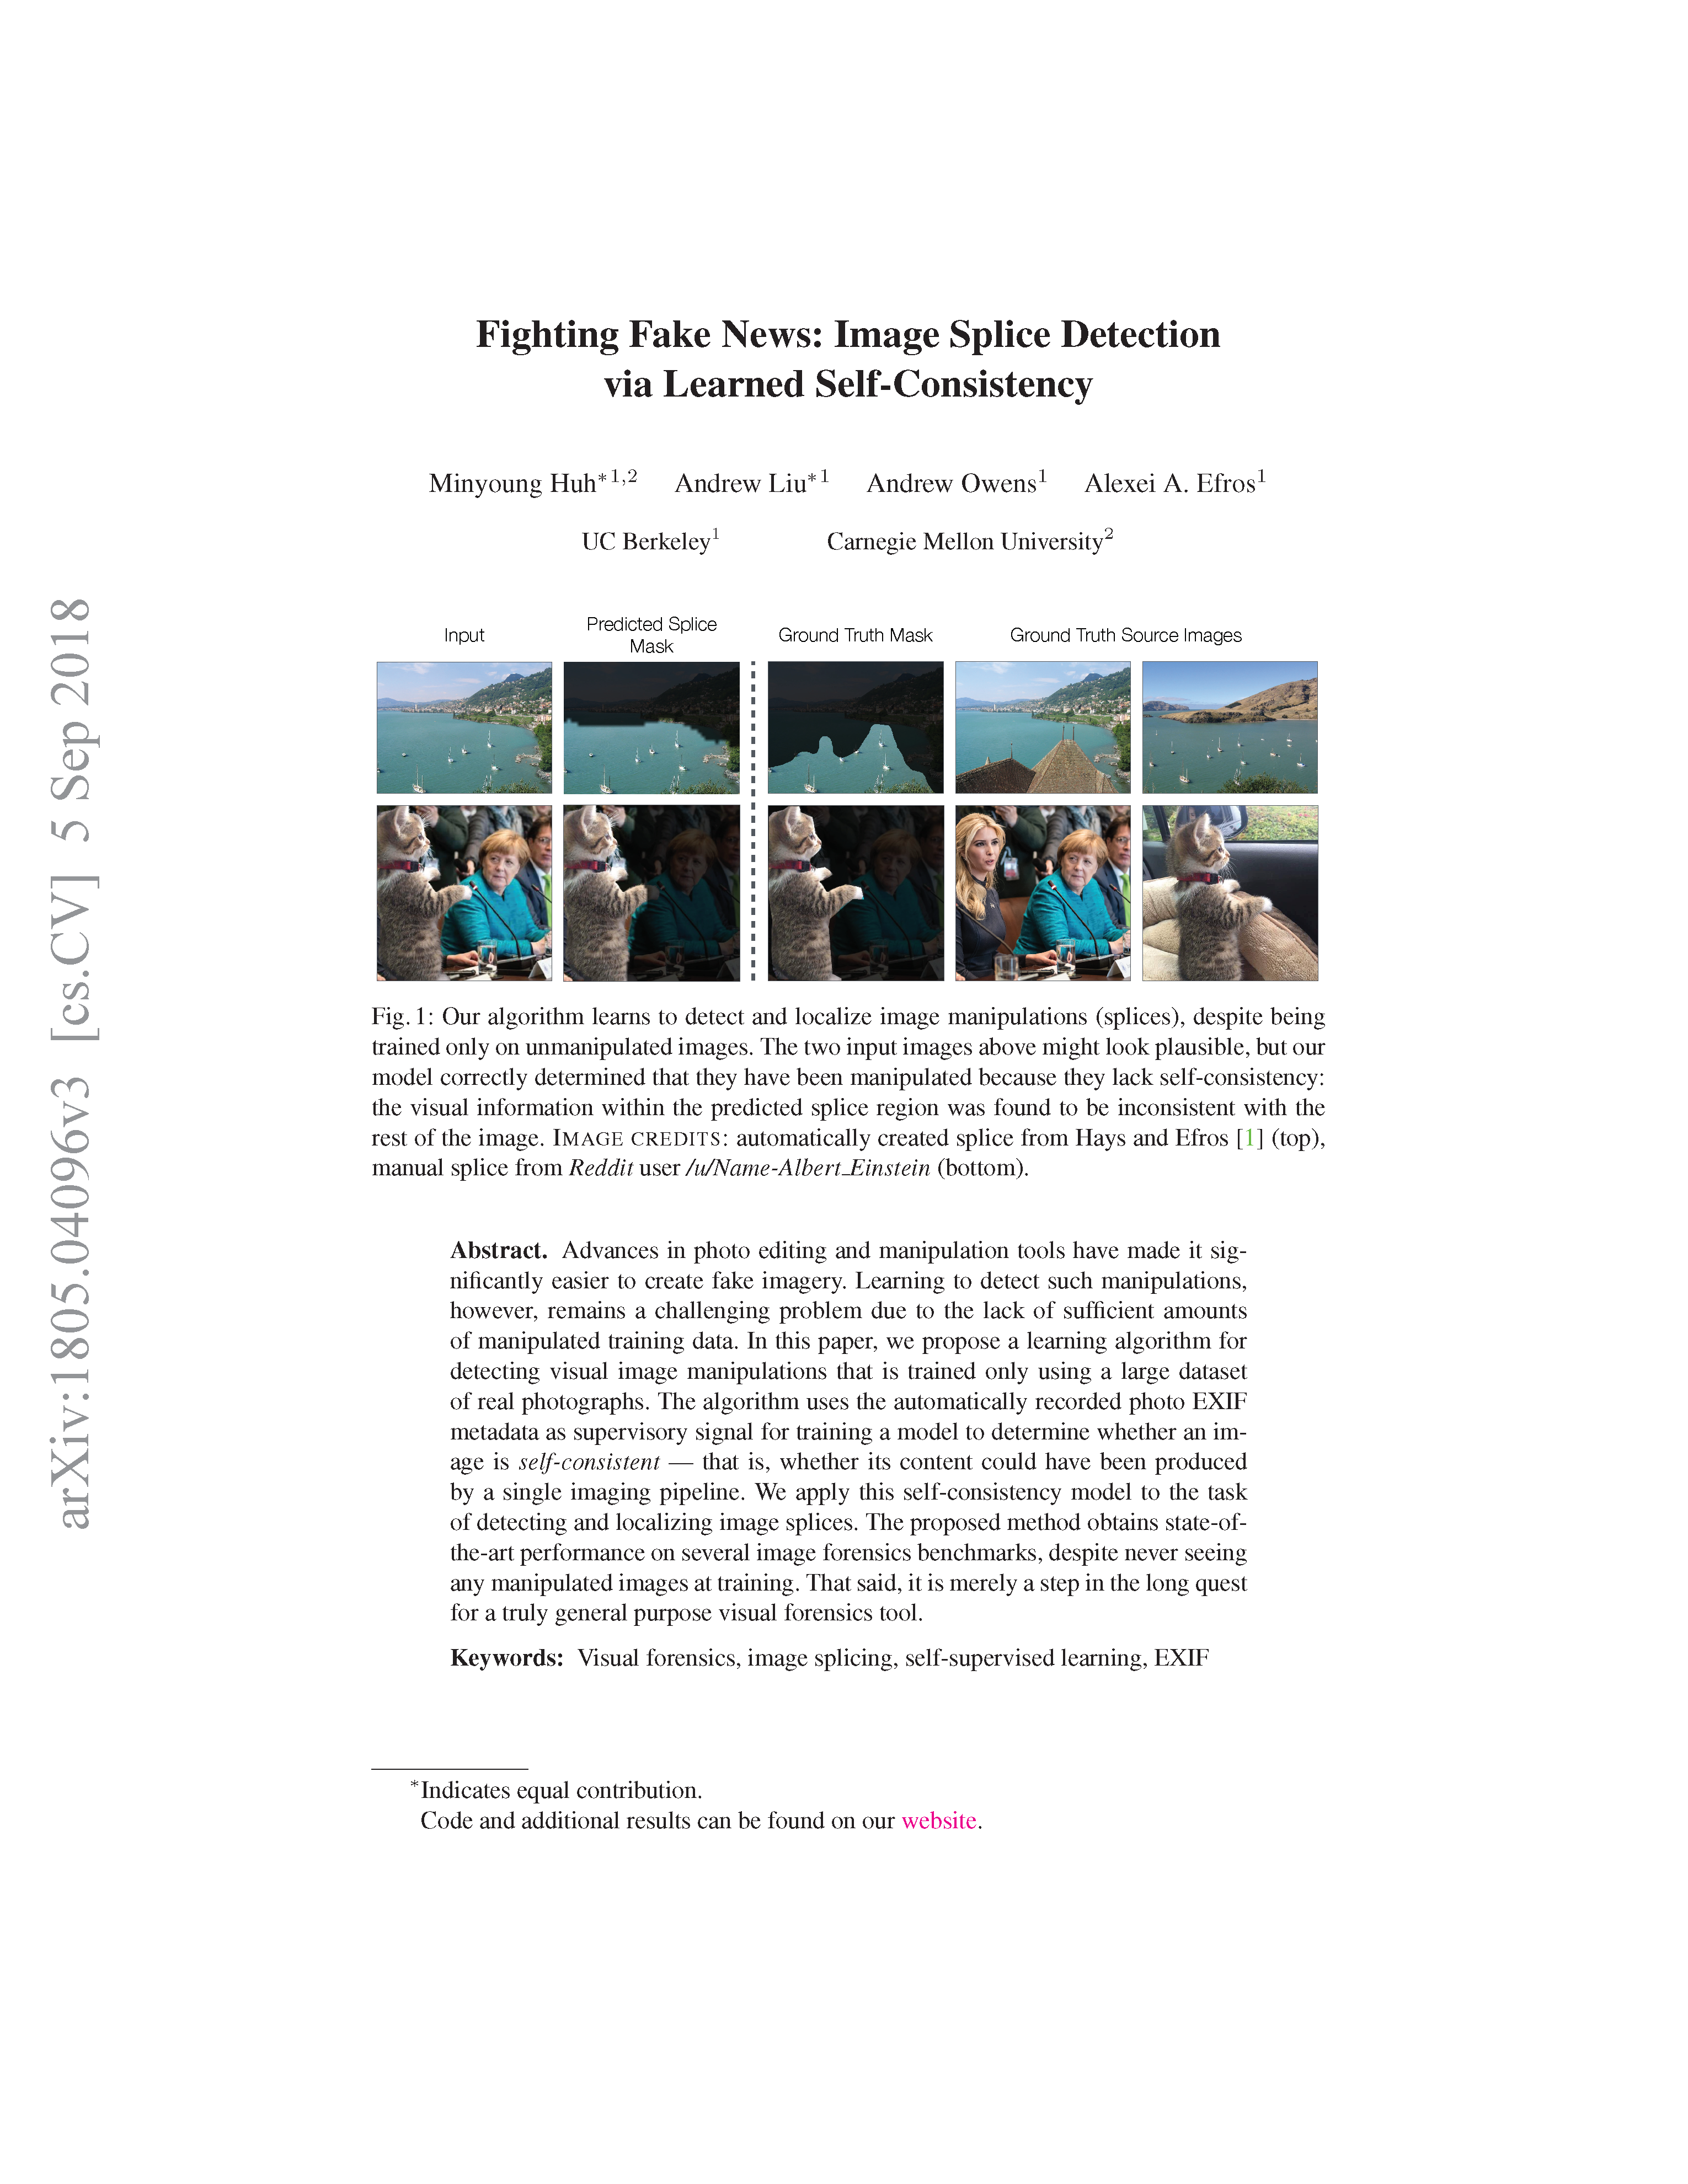 Fighting Fake News: Image Splice Detection
via Learned Self-Consistency
Minyoung Huh*1,2 Andrew Liu*1 Andrew Owens1 Alexei A. Efros1
UC Berkeley1 Carnegie Mellon University2
Input Predicted Splice Mask Ground Truth Mask Ground Truth Source Images
Fig. 1: Our algorithm learns to detect and localize image manipulations (splices), despite being
trained only on unmanipulated images. The two input images above might look plausible, but our
model correctly determined that they have been manipulated because they lack self-consistency:
the visual information within the predicted splice region was found to be inconsistent with the
rest of the image. IMAGE CREDITS: automatically created splice from Hays and Efros [1] (top),
manual splice from Reddit user /u/Name-Albert_Einstein (bottom).
Abstract. Advances in photo editing and manipulation tools have made it sig-
nificantly easier to create fake imagery. Learning to detect such manipulations,
however, remains a challenging problem due to the lack of sufficient amounts
of manipulated training data. In this paper, we propose a learning algorithm for
detecting visual image manipulations that is trained only using a large dataset
of real photographs. The algorithm uses the automatically recorded photo EXIF
metadata as supervisory signal for training a model to determine whether an im-
age is self-consistent — that is, whether its content could have been produced
by a single imaging pipeline. We apply this self-consistency model to the task
of detecting and localizing image splices. The proposed method obtains state-of-
the-art performance on several image forensics benchmarks, despite never seeing
any manipulated images at training. That said, it is merely a step in the long quest
for a truly general purpose visual forensics tool.
Keywords: Visual forensics, image splicing, self-supervised learning, EXIF
*Indicates equal contribution.
Code and additional results can be found on our website.
arXiv:1805.04096v3 [cs.CV] 5 Sep 2018